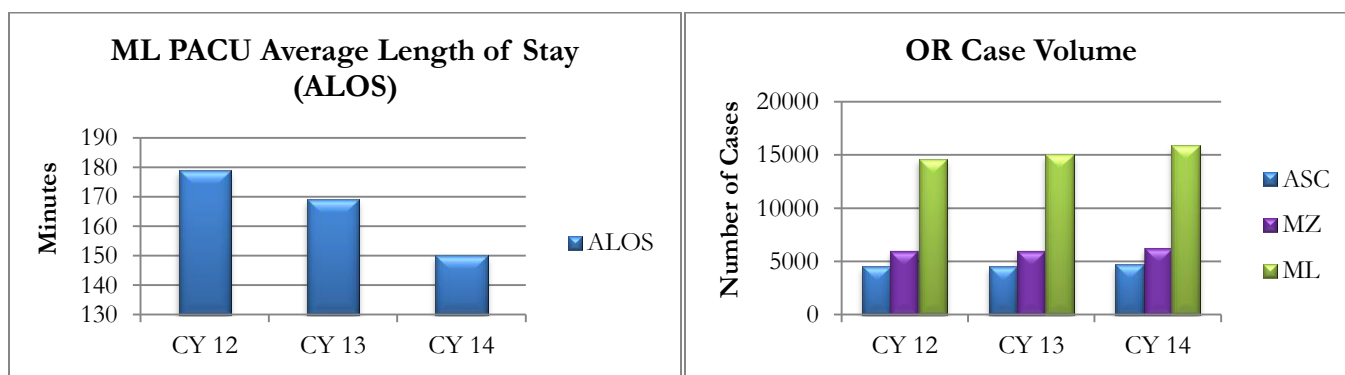 ML PACU Average Length of Stay
(ALOS)
Minutes
190
180
170
160
150
140
130
CY 12
CY 13
CY 14
ALOS
OR Case Volume
Number of Cases
20000
15000
10000
5000
0
CY 12
CY 13
CY 14
ASC
MZ
ML